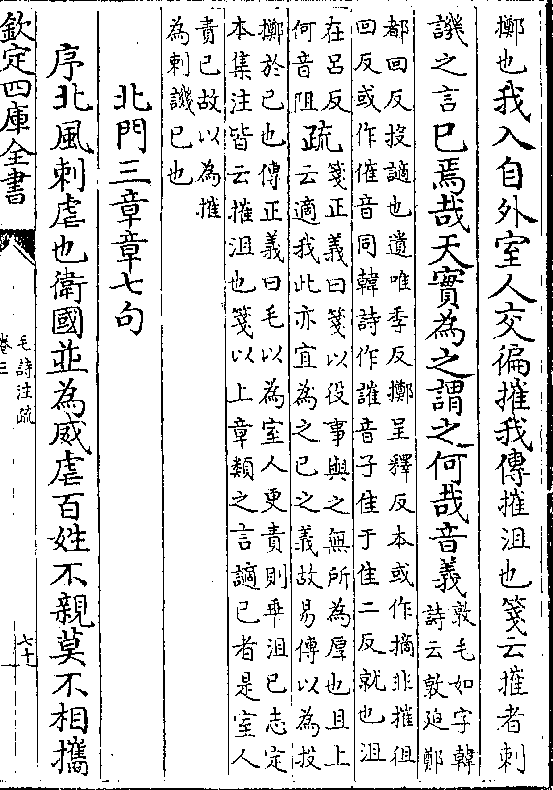 擲也我入自外室人交徧摧我傳摧沮也箋云摧者刺
譏之言已焉哉天實為之謂之何哉音義敦毛如字韓
詩云敦廹鄭
都回反投讁也遺唯季反擲呈釋反本或作摘非摧徂
回反或作催音同韓詩作讙音子隹于隹二反就也沮
在呂反
何音阻疏箋正義曰箋以役事與之無所為厚也且上
云適我此亦宜為之已之義故易傳以為投
擲於己也傳正義曰毛以為室人更責則乖沮已志定
本集注皆云摧沮也箋以上章類之言讁已者是室人
責已故以為摧
為刺譏已也
北門三章章七句
序北風刺虐也衛國並為威虐百姓不親莫不相攜
欽定四庫全書
毛詩注疏
卷三
六十